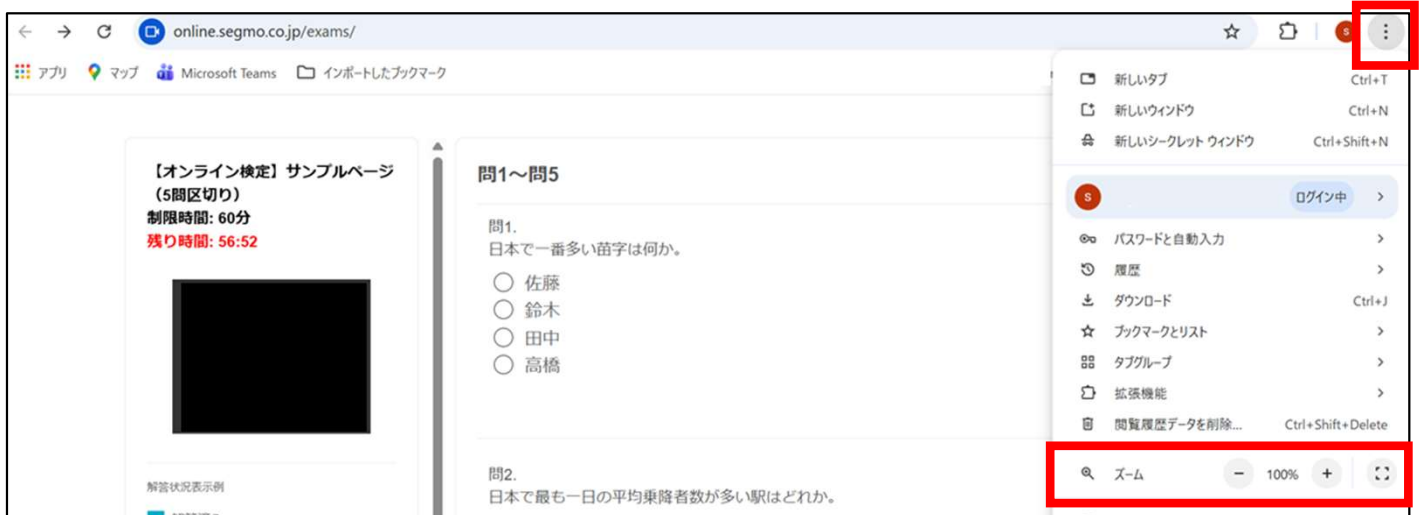 online.segmo.co.jp/exams/
S
アプリ マップ Microsoft Teams インポートしたブックマーク
【オンライン検定】サンプルページ
（5問区切り）
制限時間: 60分
残り時間: 56:52
解答状況表示例
問1～問5
問1.
日本で一番多い苗字は何か。
佐藤
鈴木
田中
高橋
問2.
日本で最も一日の平均乗降者数が多い駅はどれか。
新しいタブ Ctrl+T
新しいウィンドウ Ctrl+N
新しいシークレット ウィンドウ Ctrl+Shift+N
S ログイン中
パスワードと自動入力
履歴
ダウンロード Ctrl+J
ブックマークとリスト
タブグループ
拡張機能
閲覧履歴データを削除... Ctrl+Shift+Delete
ズーム − 100% +